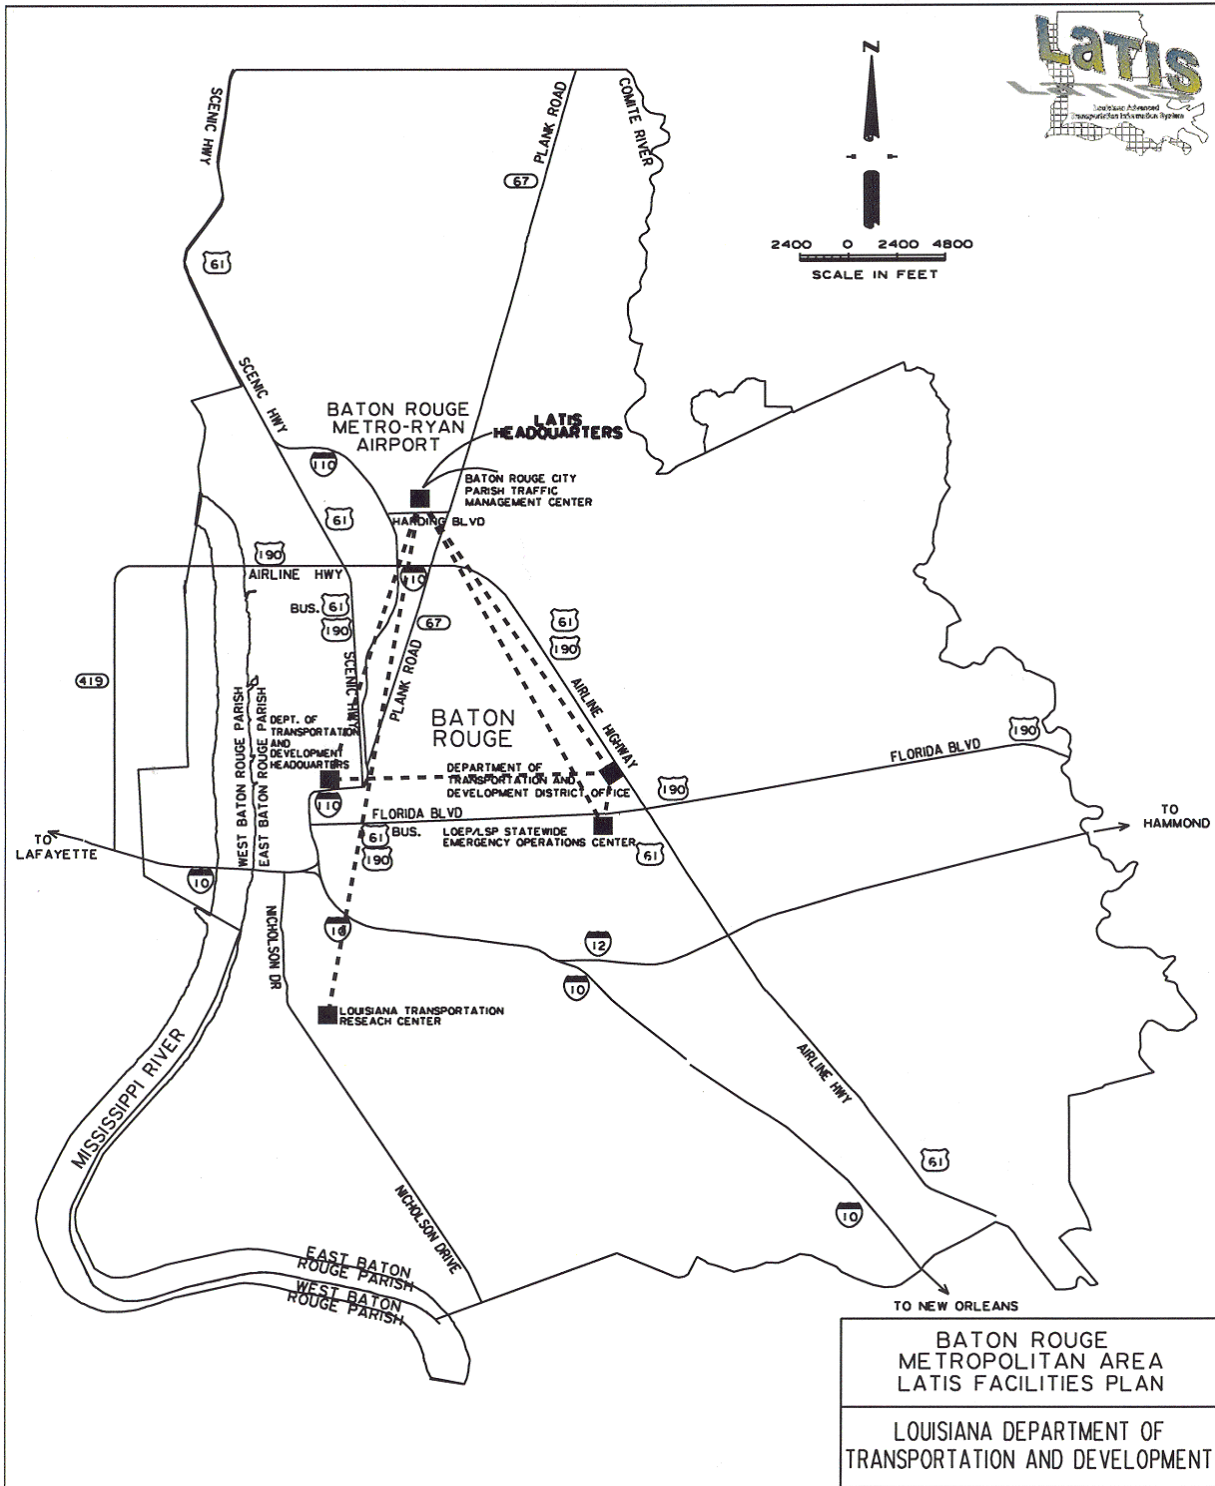 LaTIS
Louisiana Advanced
Transportation Information System
N
2400 0 2400 4800
SCALE IN FEET
SCENIC HWY
PLANK ROAD
COMITE RIVER
67
61
SCENIC HWY
BATON ROUGE
METRO-RYAN
AIRPORT
LATIS
HEADQUARTERS
110
BATON ROUGE CITY
PARISH TRAFFIC
MANAGEMENT CENTER
61
HARDING BLVD
190
AIRLINE HWY
110
BUS.
61
190
67
61
190
SCENIC HWY
PLANK ROAD
AIRLINE HIGHWAY
419
WEST BATON ROUGE PARISH
EAST BATON ROUGE PARISH
DEPT. OF
TRANSPORTATION
AND
DEVELOPMENT
HEADQUARTERS
BATON
ROUGE
190
FLORIDA BLVD
DEPARTMENT OF
TRANSPORTATION AND
DEVELOPMENT DISTRICT OFFICE
190
110
FLORIDA BLVD
61
BUS.
190
LOEP/LSP STATEWIDE
EMERGENCY OPERATIONS CENTER
61
TO
HAMMOND
TO
LAFAYETTE
10
NICHOLSON DR
10
12
10
LOUISIANA TRANSPORTATION
RESEACH CENTER
MISSISSIPPI RIVER
AIRLINE HWY
61
10
NICHOLSON DRIVE
EAST BATON
ROUGE PARISH
WEST BATON
ROUGE PARISH
TO NEW ORLEANS
BATON ROUGE
METROPOLITAN AREA
LATIS FACILITIES PLAN
LOUISIANA DEPARTMENT OF
TRANSPORTATION AND DEVELOPMENT